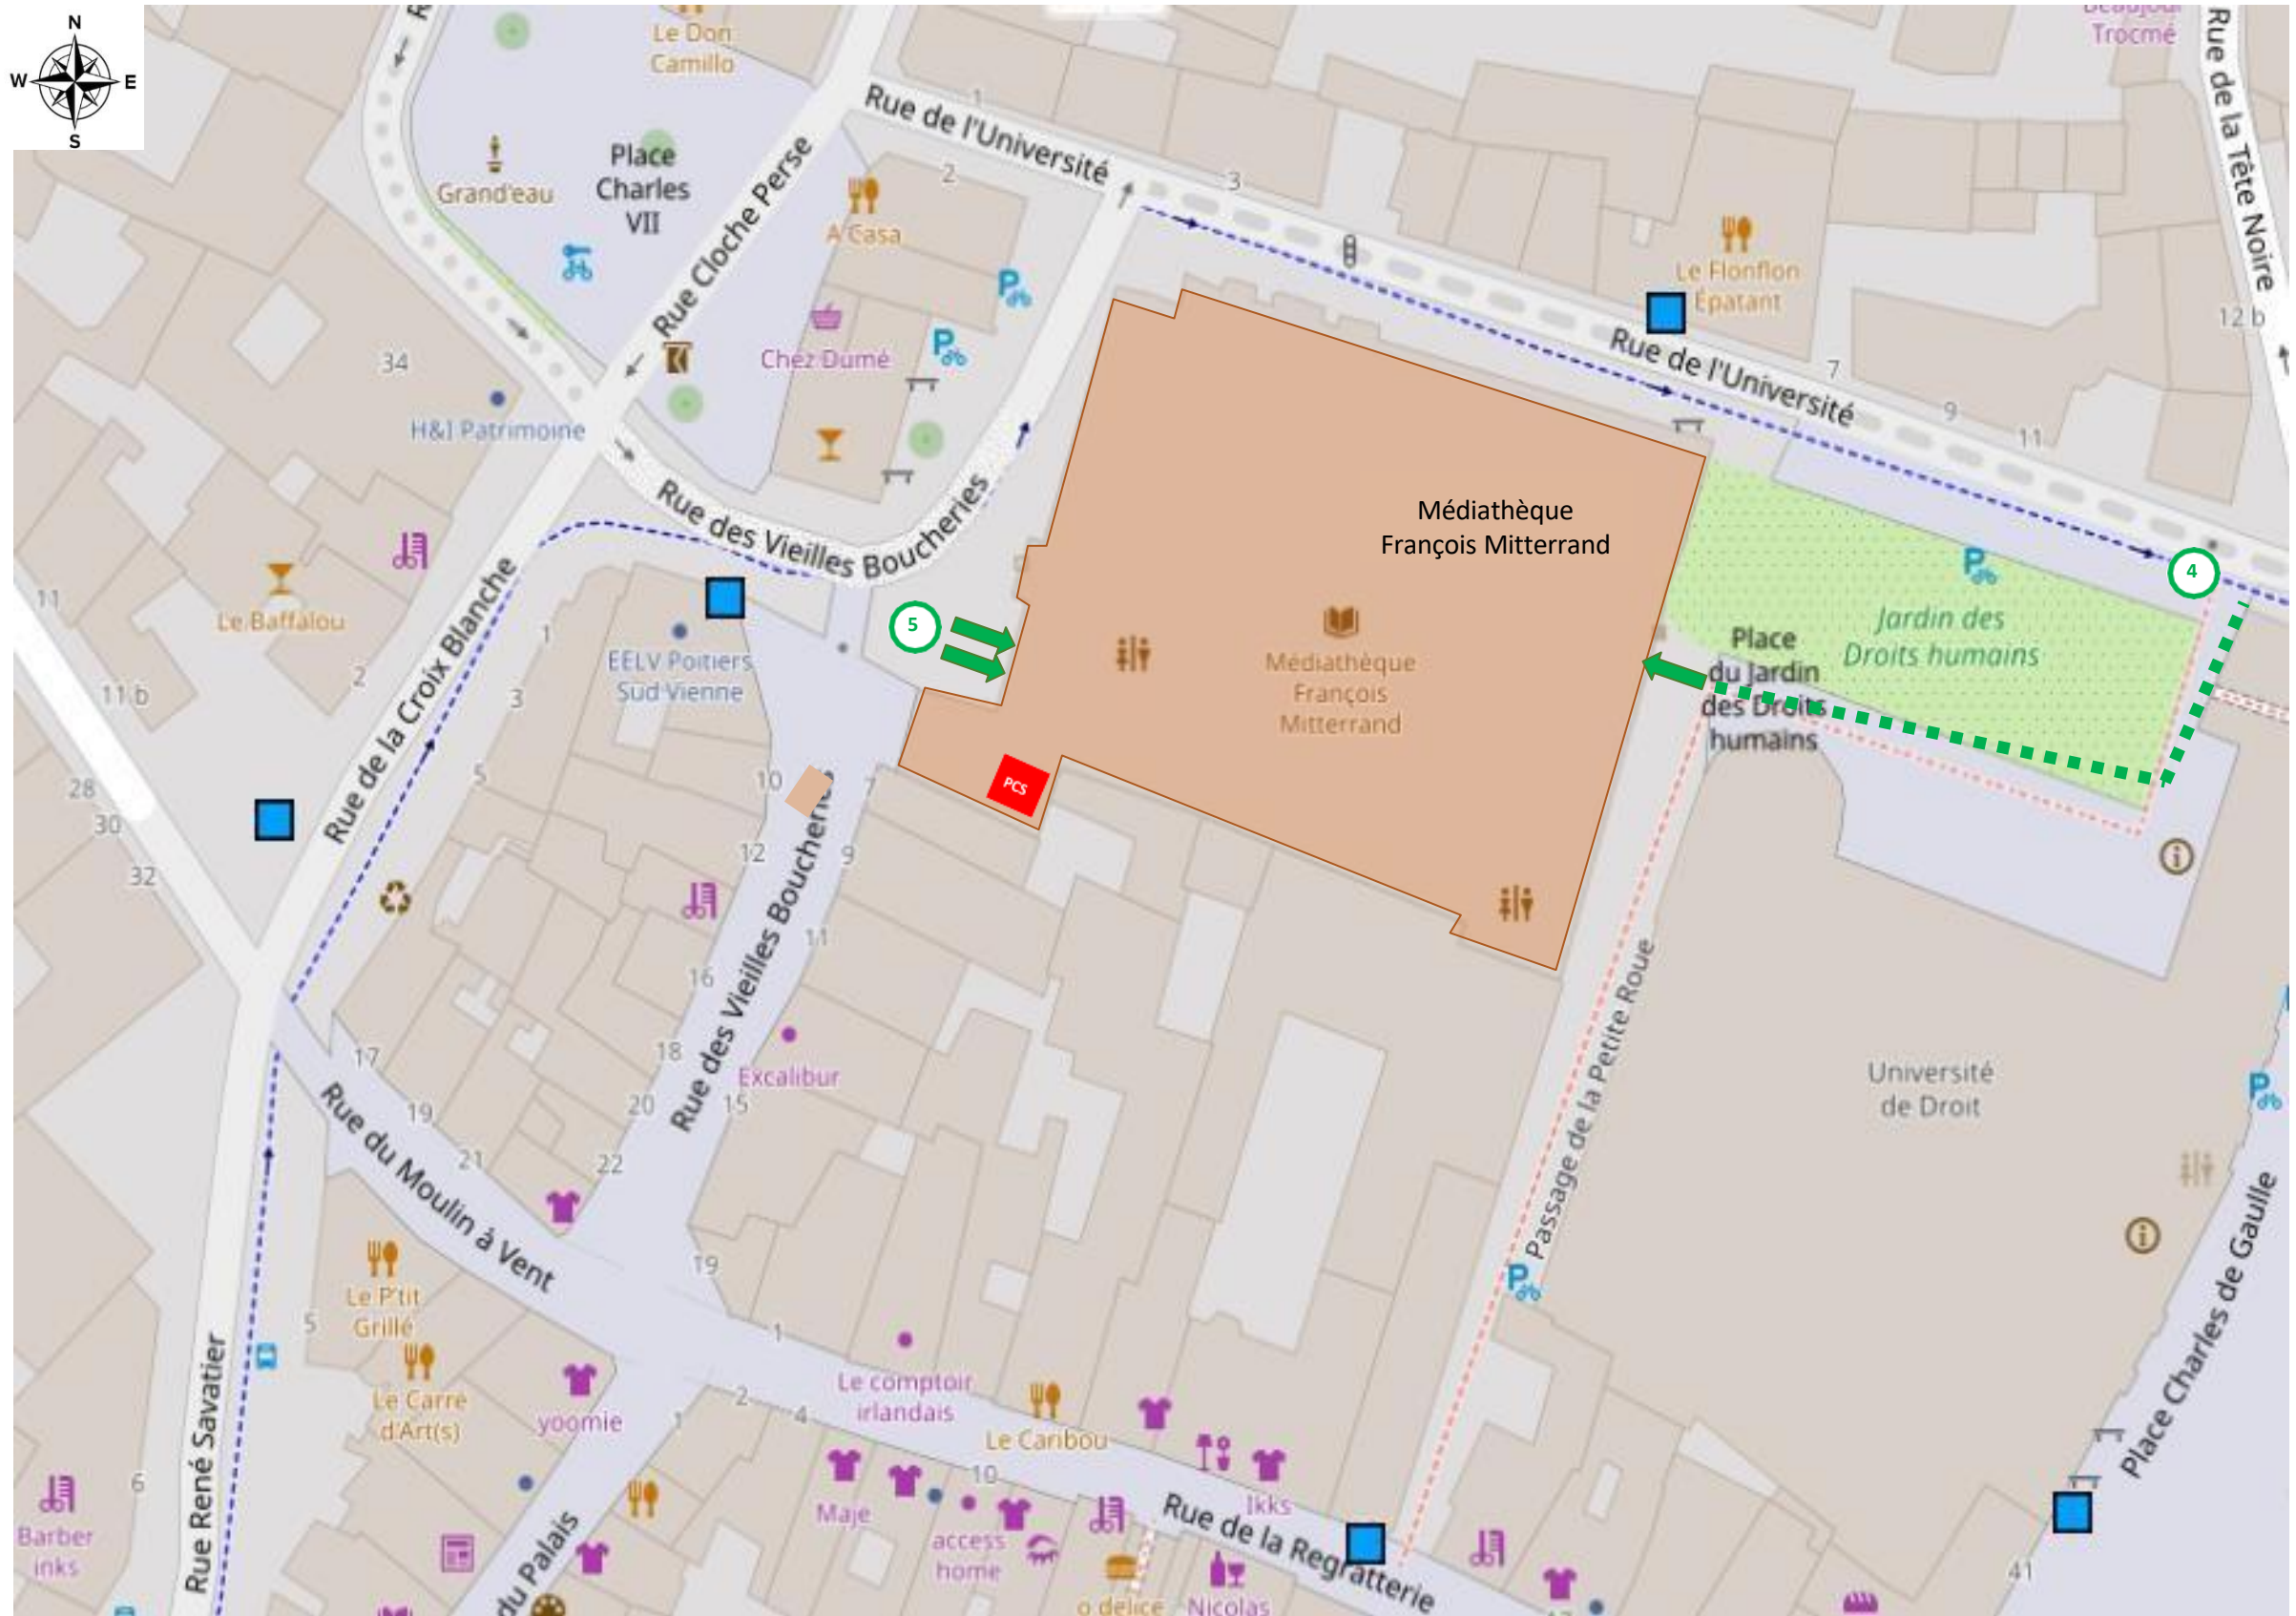 N
W
E
S
Le Don
Camillo
Trocmé
Rue de la Tête Noire
Rue de l'Université
1
2
3
Place
Charles
VII
Grand'eau
Rue Cloche Perse
A Casa
Le Flonflon
Épatant
12 b
Chez Dumé
34
H&I Patrimoine
Rue de l'Université
7
9
11
Rue des Vieilles Boucheries
Médiathèque
François Mitterrand
Le Baffalou
11
11 b
2
1
3
5
EELV Poitiers
Sud Vienne
5
4
Jardin des
Droits humains
Place
du Jardin
des Droits
humains
Médiathèque
François
Mitterrand
Rue de la Croix Blanche
28
30
32
PCS
10
7
12
9
11
16
18
15
20
22
Rue des Vieilles Boucherie
Excalibur
17
19
21
19
Rue du Moulin à Vent
Passage de la Petite Roue
Université
de Droit
Place Charles de Gaulle
Le P'tit
Grillé
5
Le Carré
d'Art(s)
Rue René Savatier
yoomie
1
1
2
4
Le comptoir
irlandais
Le Caribou
10
6
Barber
inks
Maje
access
home
Ikks
Rue de la Regratterie
o délice
Nicolas
du Palais
41